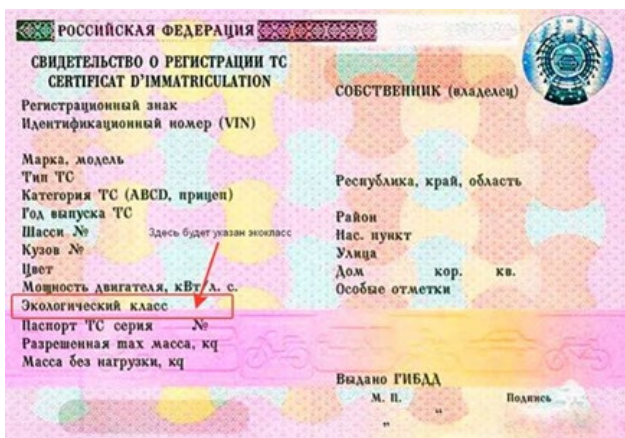 РОССИЙСКАЯ ФЕДЕРАЦИЯ
СВИДЕТЕЛЬСТВО О РЕГИСТРАЦИИ ТС
CERTIFICAT D'IMMATRICULATION
Регистрационный знак
Идентификационный номер (VIN)
Марка, модель
Тип ТС
Категория ТС (ABCD, прицеп)
Год выпуска ТС
Шасси №
Здесь будет указан экокласс
Кузов №
Цвет
Мощность двигателя, кВт/л. с.
Экологический класс
Паспорт ТС серия №
Разрешенная max масса, kq
Масса без нагрузки, kq
СОБСТВЕННИК (владелец)
Республика, край, область
Район
Нас. пункт
Улица
Дом кор. кв.
Особые отметки
Выдано ГИБДД
М. П. Подпись
" "